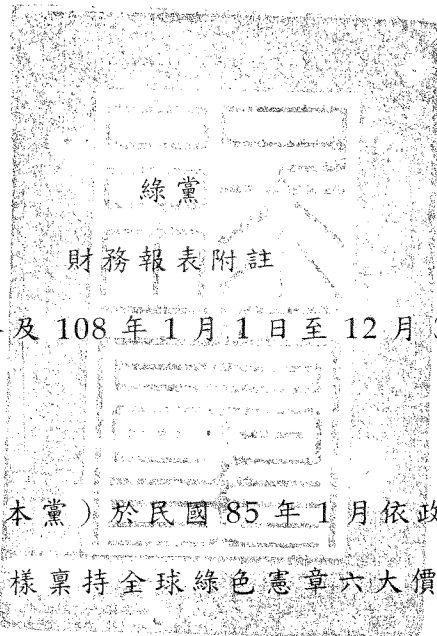 綠黨
財務報表附註
及 108 年 1 月 1 日至 12 月
本黨）於民國 85 年 1 月依政
樣稟持全球綠色憲章六大價